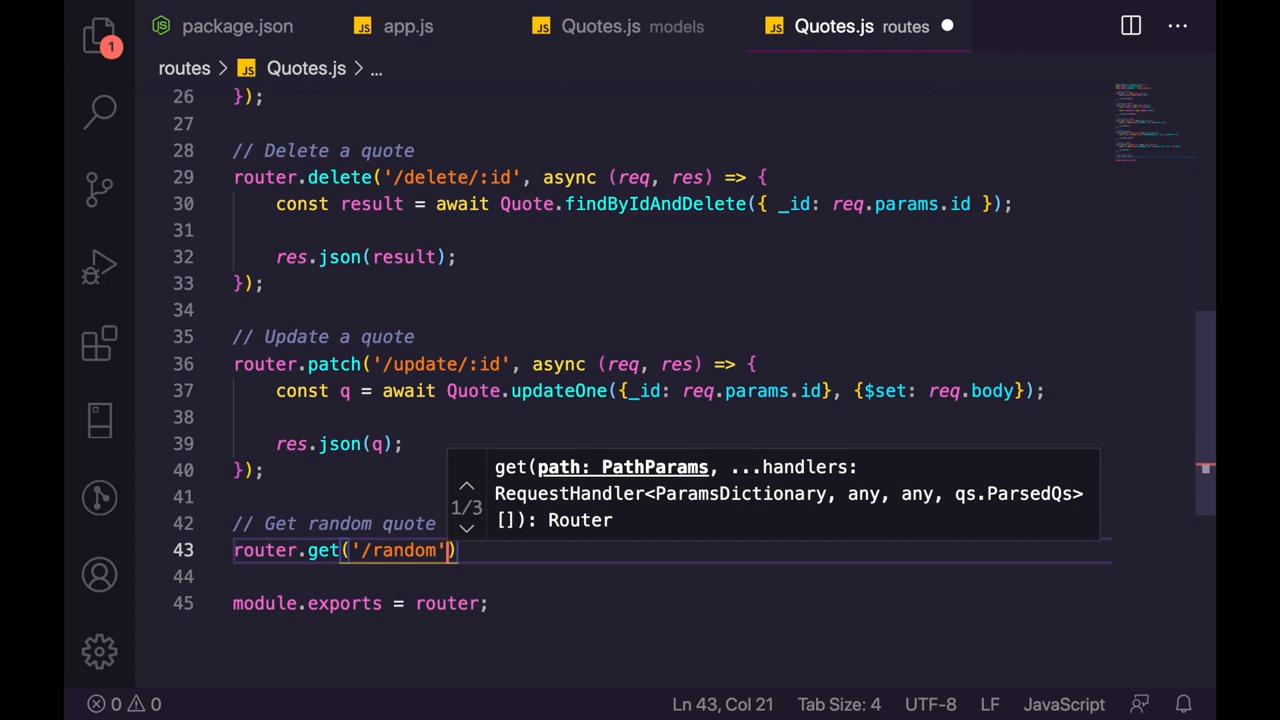 package.json app.js Quotes.js models Quotes.js routes
1
routes > Quotes.js > ...
26 });
27
28 // Delete a quote
29 router.delete('/delete/:id', async (req, res) => {
30 const result = await Quote.findByIdAndDelete({ _id: req.params.id });
31
32 res.json(result);
33 });
34
35 // Update a quote
36 router.patch('/update/:id', async (req, res) => {
37 const q = await Quote.updateOne({_id: req.params.id}, {$set: req.body});
38
39 res.json(q);
40 });
get(path: PathParams, ...handlers:
RequestHandler<ParamsDictionary, any, any, qs.ParsedQs>
[]): Router
1/3
41
42 // Get random quote
43 router.get('/random')
44
45 module.exports = router;
0 0 Ln 43, Col 21 Tab Size: 4 UTF-8 LF JavaScript